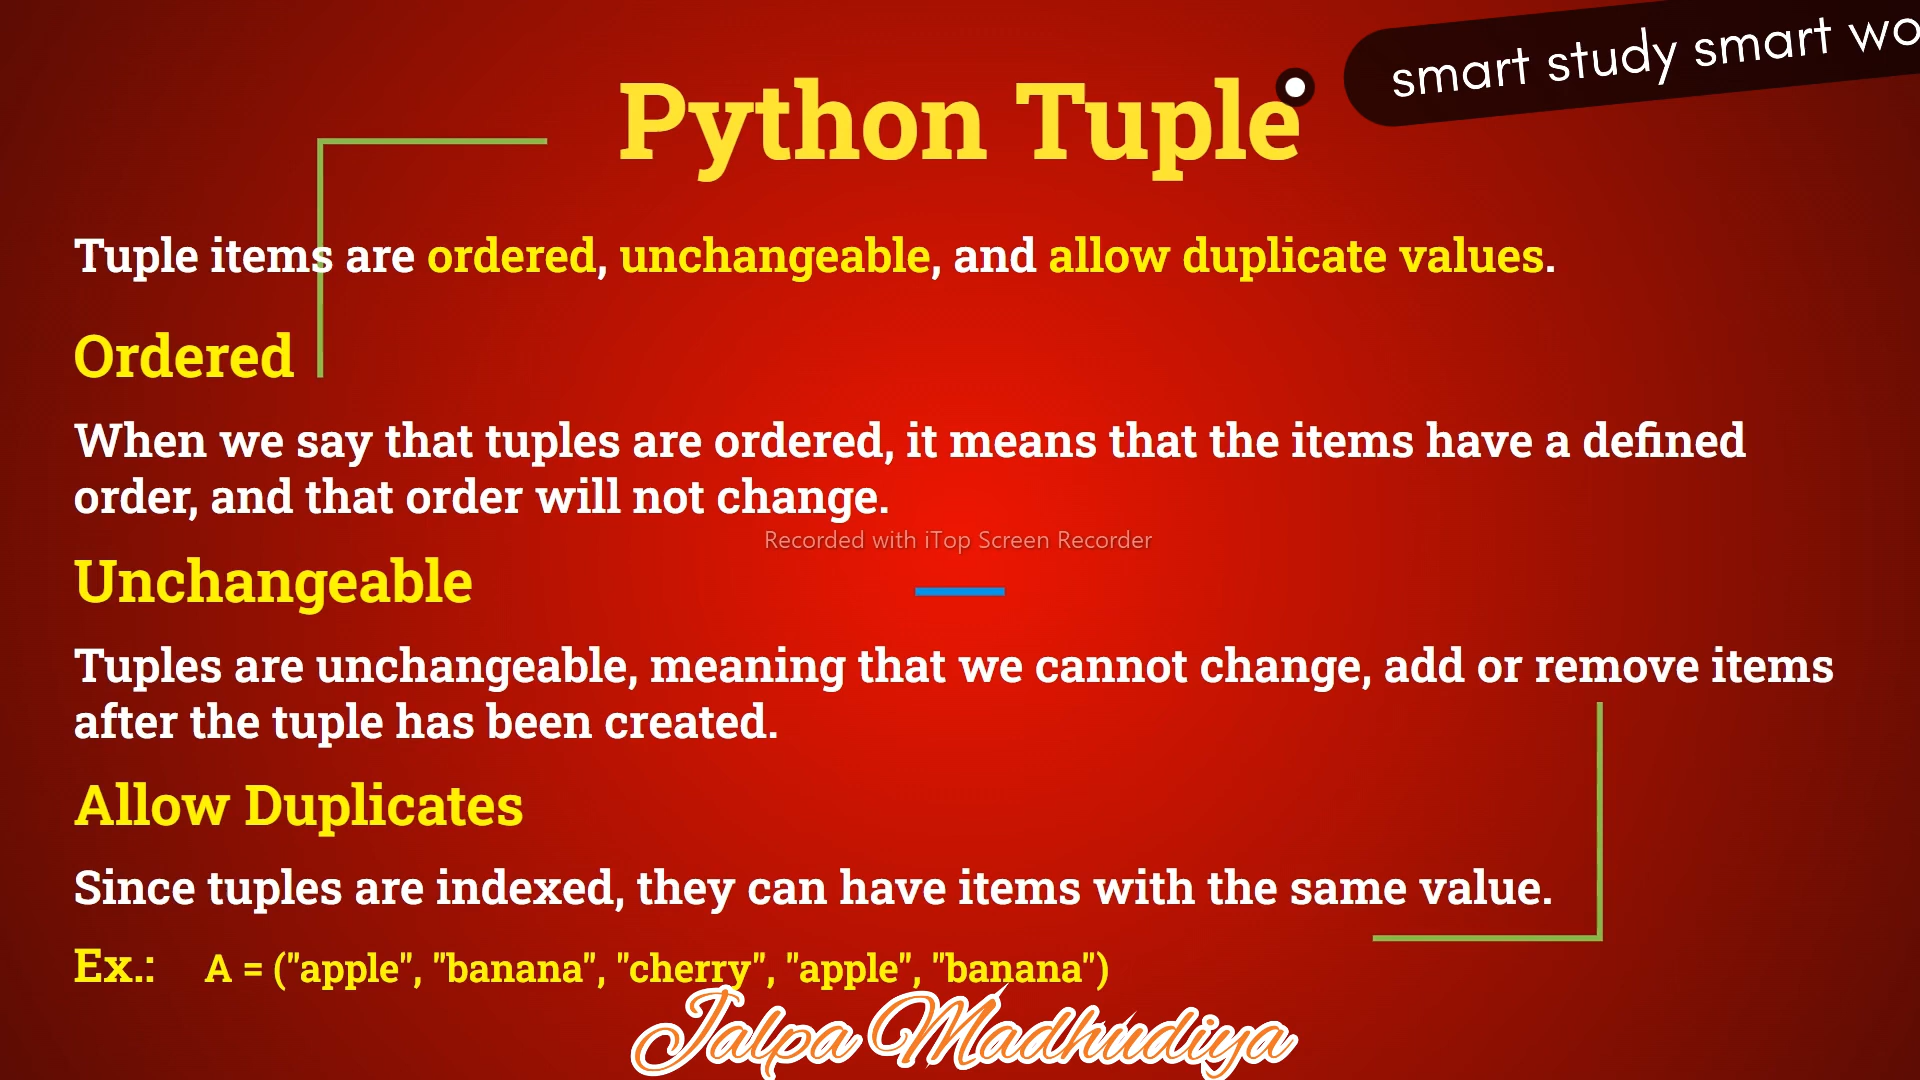 smart study smart wo
Python Tuple
Tuple items are ordered, unchangeable, and allow duplicate values.
Ordered
When we say that tuples are ordered, it means that the items have a defined
order, and that order will not change.
Recorded with iTop Screen Recorder
Unchangeable
Tuples are unchangeable, meaning that we cannot change, add or remove items
after the tuple has been created.
Allow Duplicates
Since tuples are indexed, they can have items with the same value.
Ex.: A = ("apple", "banana", "cherry", "apple", "banana")
Jalpa Madhudiya